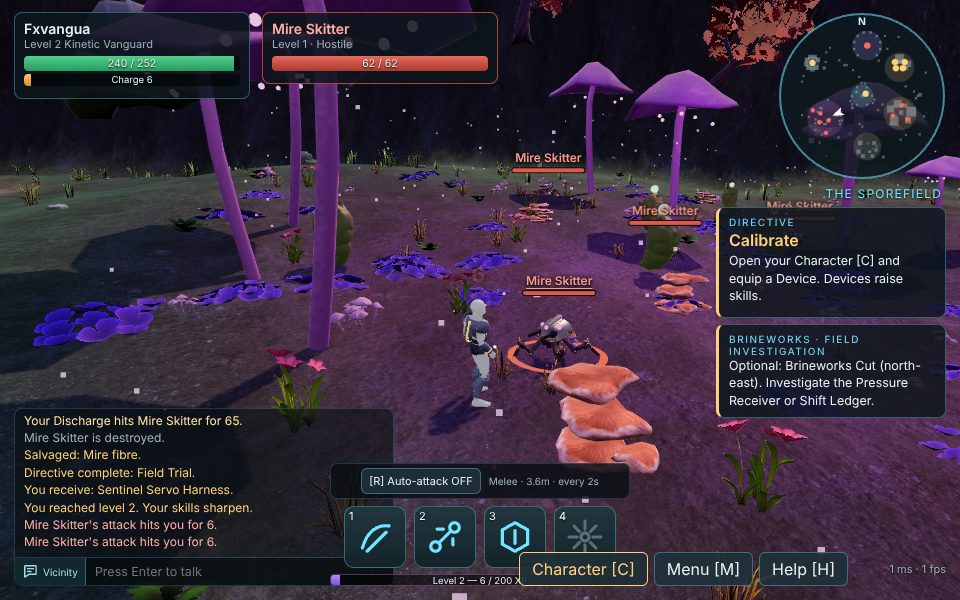 Fxvangua
Level 2 Kinetic Vanguard
240 / 252
Charge 6
Mire Skitter
Level 1 · Hostile
62 / 62
N
THE SPOREFIELD
Mire Skitter
Mire Skitter
Mire Skitter
Mire Skitter
DIRECTIVE
Calibrate
Open your Character [C] and
equip a Device. Devices raise
skills.
BRINEWORKS · FIELD
INVESTIGATION
Optional: Brineworks Cut (north-
east). Investigate the Pressure
Receiver or Shift Ledger.
Your Discharge hits Mire Skitter for 65.
Mire Skitter is destroyed.
Salvaged: Mire fibre.
Directive complete: Field Trial.
You receive: Sentinel Servo Harness.
You reached level 2. Your skills sharpen.
Mire Skitter's attack hits you for 6.
Mire Skitter's attack hits you for 6.
Vicinity
Press Enter to talk
[R] Auto-attack OFF
Melee · 3.6m · every 2s
1
2
3
4
Level 2 — 6 / 200
Character [C]
Menu [M]
Help [H]
1 ms · 1 fps